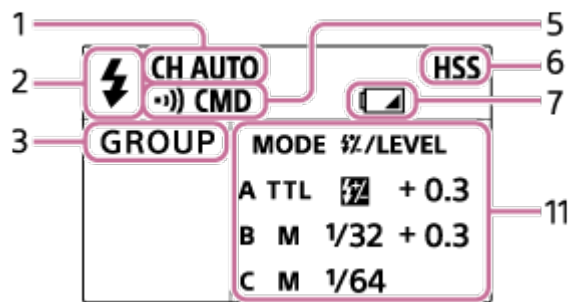 1
5
2
CH AUTO
HSS
6
•))) CMD
7
3
GROUP
MODE /LEVEL
11
A TTL + 0.3
B M 1/32 + 0.3
C M 1/64